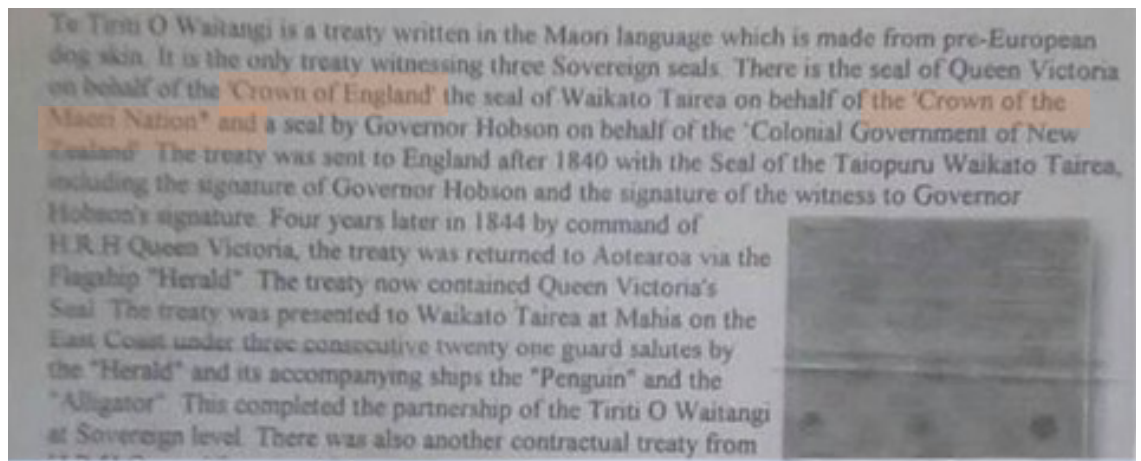 Te Tiriti O Waitangi is a treaty written in the Maori language which is made from pre-European
dog skin. It is the only treaty witnessing three Sovereign seals. There is the seal of Queen Victoria
on behalf of the 'Crown of England' the seal of Waikato Tairea on behalf of the 'Crown of the
Maori Nation" and a seal by Governor Hobson on behalf of the 'Colonial Government of New
Zealand'. The treaty was sent to England after 1840 with the Seal of the Taiopuru Waikato Tairea,
including the signature of Governor Hobson and the signature of the witness to Governor
Hobson's signature. Four years later in 1844 by command of
H.R.H Queen Victoria, the treaty was returned to Aotearoa via the
Flagship "Herald". The treaty now contained Queen Victoria's
Seal. The treaty was presented to Waikato Tairea at Mahia on the
East Coast under three consecutive twenty one guard salutes by
the "Herald" and its accompanying ships the "Penguin" and the
"Alligator". This completed the partnership of the Tiriti O Waitangi
at Sovereign level. There was also another contractual treaty from